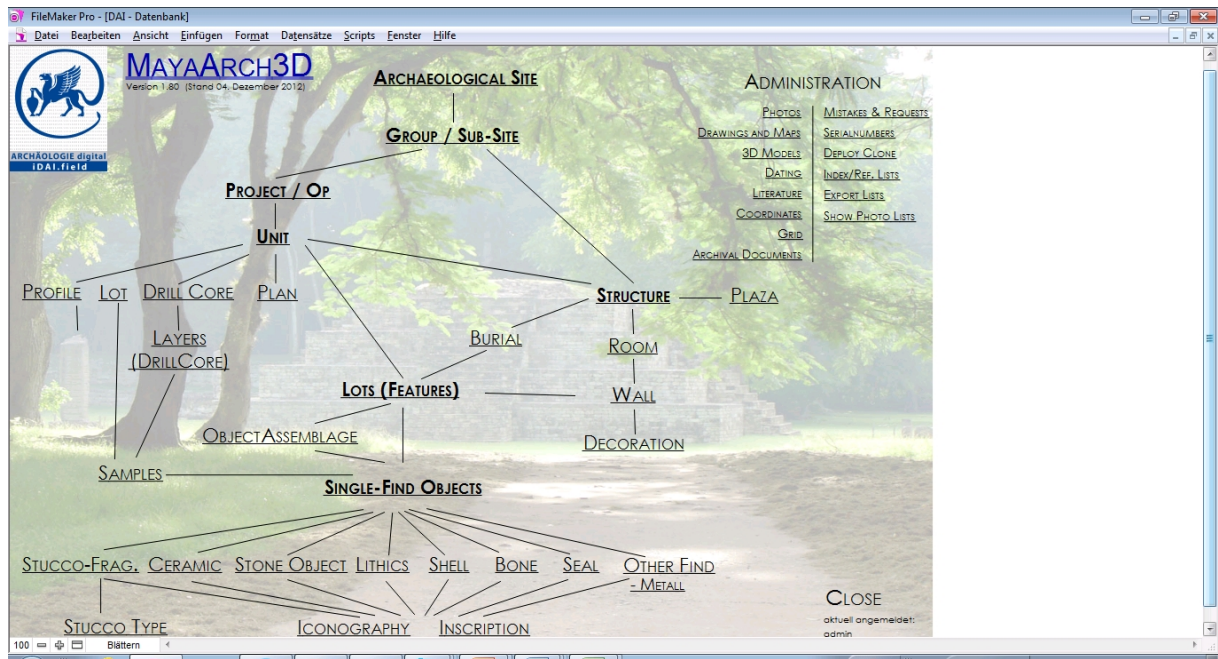 FileMaker Pro - [DAI - Datenbank]
Datei Bearbeiten Ansicht Einfügen Format Datensätze Scripts Fenster Hilfe
ARCHÄOLOGIE digital
iDAI.field
MAYAARCH3D
Version 1.80 (Stand 04. Dezember 2012)
ARCHAEOLOGICAL SITE
GROUP / SUB-SITE
PROJECT / OP
UNIT
PROFILE LOT DRILL CORE PLAN
LAYERS
(DRILLCORE)
STRUCTURE PLAZA
BURIAL
ROOM
LOTS (FEATURES)
WALL
OBJECTASSEMBLAGE
DECORATION
SAMPLES
SINGLE-FIND OBJECTS
STUCCO-FRAG. CERAMIC STONE OBJECT LITHICS SHELL BONE SEAL OTHER FIND
- METALL
STUCCO TYPE
ICONOGRAPHY INSCRIPTION
ADMINISTRATION
PHOTOS
DRAWINGS AND MAPS
3D MODELS
DATING
LITERATURE
COORDINATES
GRID
ARCHIVAL DOCUMENTS
MISTAKES & REQUESTS
SERIALNUMBERS
DEPLOY CLONE
INDEX/REF. LISTS
EXPORT LISTS
SHOW PHOTO LISTS
CLOSE
aktuell angemeldet:
admin
100 Blättern